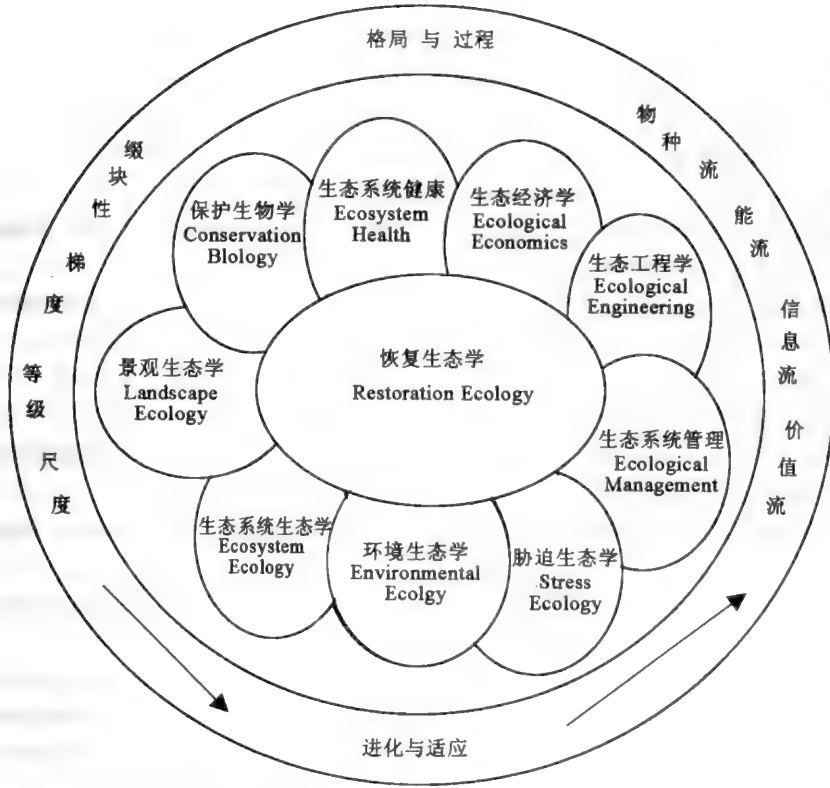 格局 与 过程
缀块性 梯度 等级 尺度
物种流 能流 信息流 价值流
生态系统健康
Ecosystem
Health
保护生物学
Conservation
Blology
生态经济学
Ecological
Economics
生态工程学
Ecological
Engineering
景观生态学
Landscape
Ecology
恢复生态学
Restoration Ecology
生态系统管理
Ecological
Management
生态系统生态学
Ecosystem
Ecology
环境生态学
Environmental
Ecolgy
胁迫生态学
Stress
Ecology
进化与适应